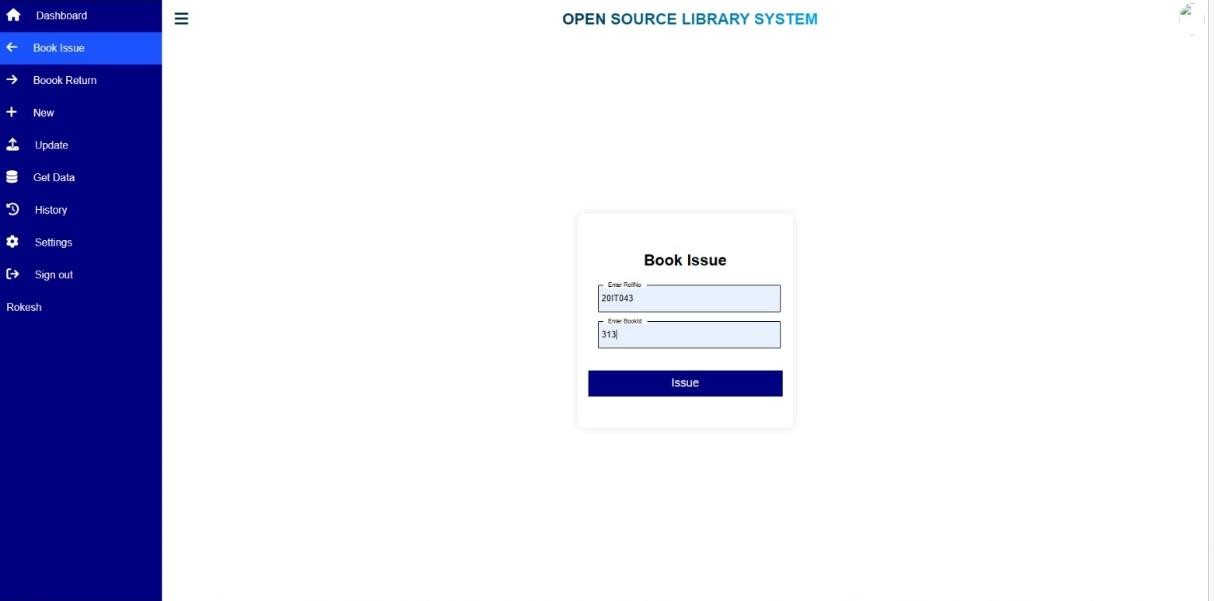 Dashboard
Book Issue
Boook Return
New
Update
Get Data
History
Settings
Sign out
Rokesh
OPEN SOURCE LIBRARY SYSTEM
Book Issue
Enter RollNo
20IT043
Enter BookId
313
Issue